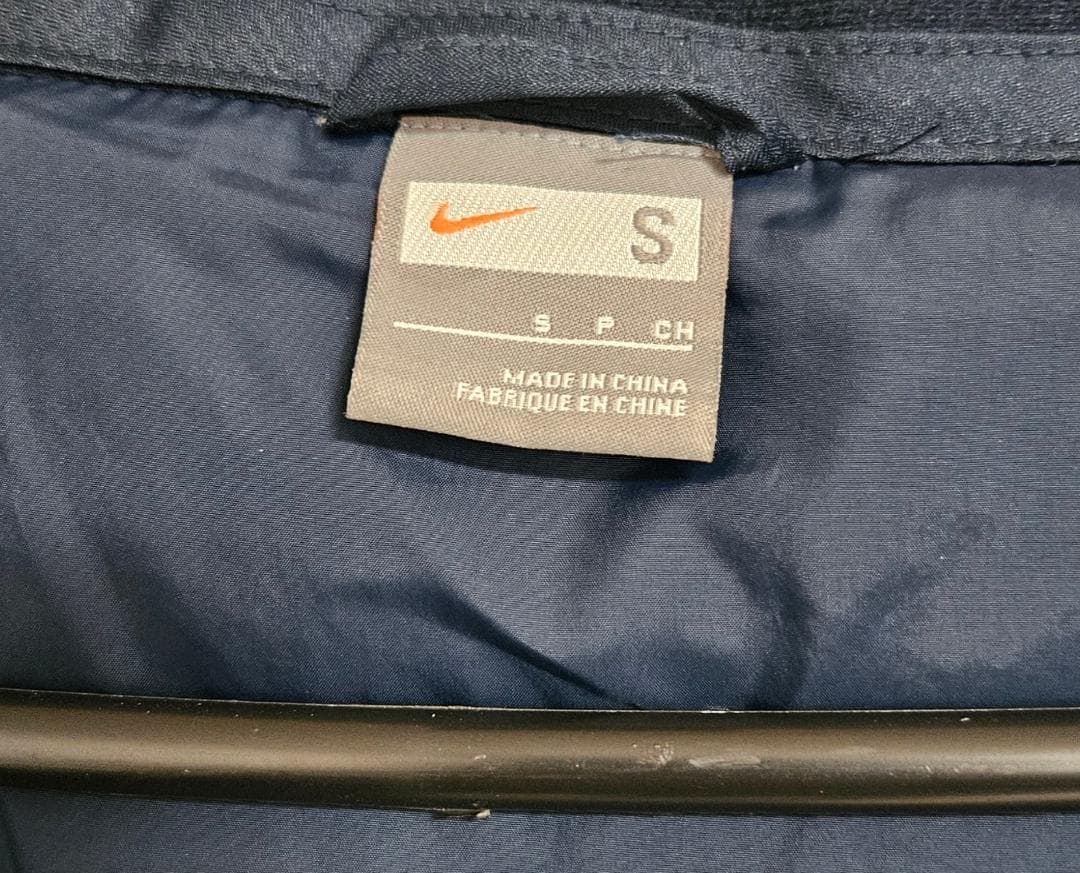 S
S P CH
MADE IN CHINA
FABRIQUE EN CHINE